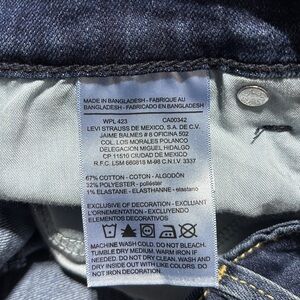 MADE IN BANGLADESH - FABRIQUE AU
BANGLADESH - FABRICADO EN BANGLADESH
WPL 423 CA00342
LEVI STRAUSS DE MEXICO, S.A. DE C.V.
JAIME BALMES # 8 OFICINA 502
COL. LOS MORALES POLANCO
DELEGACION MIGUEL HIDALGO
CP 11510 CIUDAD DE MEXICO
R.F.C. LSM 660818 M-98 C.N.I.V. 3337
67% COTTON - COTON - ALGODÓN
32% POLYESTER - poliéster
1% ELASTANE - ELASTHANNE - elastano
EXCLUSIVE OF DECORATION - EXCLUANT
L'ORNEMENTATION - EXCLUYENDO
ELEMENTOS DECORATIVOS
MACHINE WASH COLD. DO NOT BLEACH.
TUMBLE DRY MEDIUM. WARM IRON IF
NEEDED. DO NOT DRY CLEAN. WASH AND
DRY INSIDE OUT WITH LIKE COLORS. DO
NOT IRON DECORATION